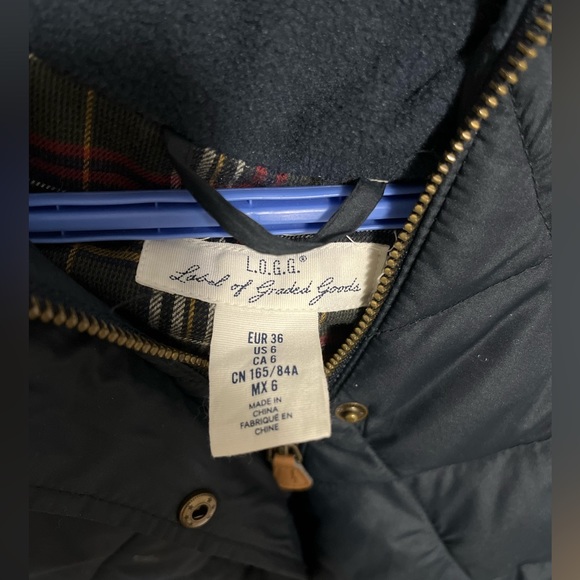 L.O.G.G.®
Label of Graded Goods
EUR 36
US 6
CA 6
CN 165/84A
MX 6
MADE IN
CHINA
FABRIQUÉ EN
CHINE